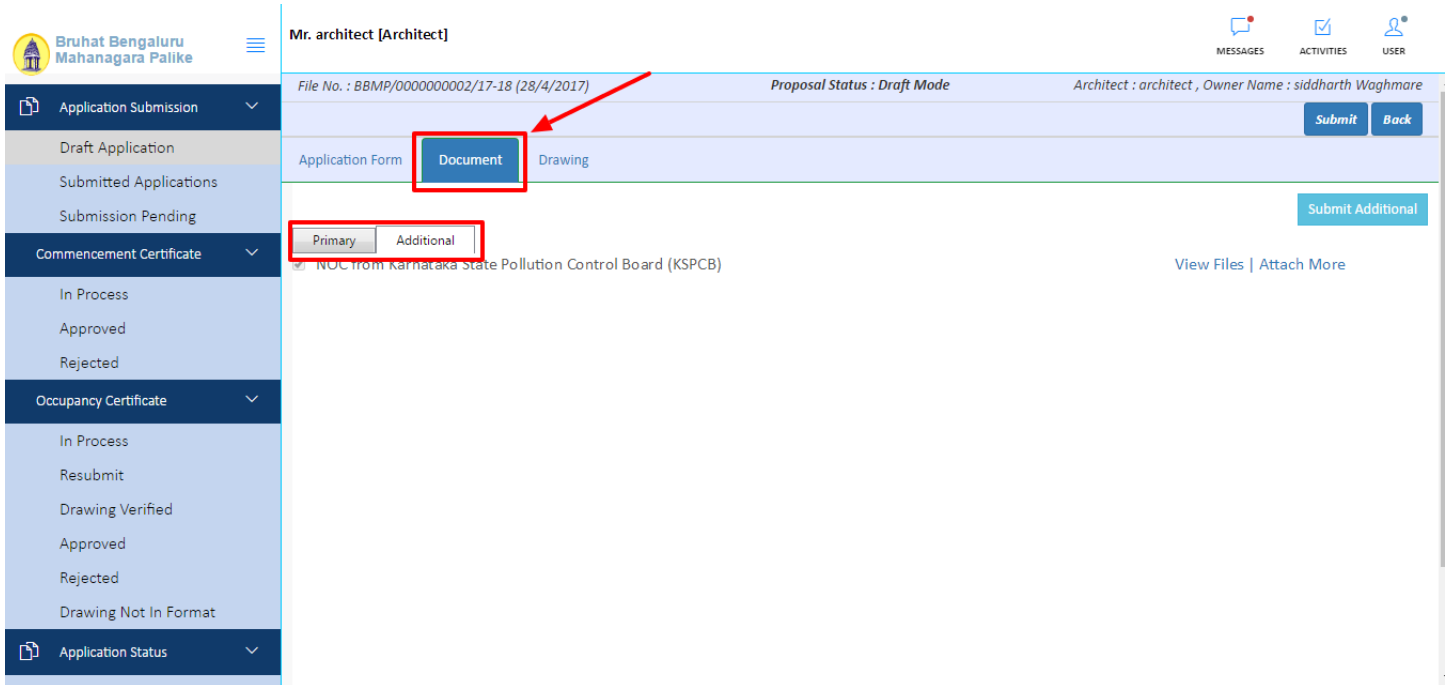 Bruhat Bengaluru
Mahanagara Palike
Mr. architect [Architect]
MESSAGES
ACTIVITIES
USER
File No. : BBMP/0000000002/17-18 (28/4/2017)
Proposal Status : Draft Mode
Architect : architect , Owner Name : siddharth Waghmare
Submit
Back
Application Form
Document
Drawing
Submit Additional
Primary
Additional
NOC from Karnataka State Pollution Control Board (KSPCB)
View Files | Attach More
Application Submission
Draft Application
Submitted Applications
Submission Pending
Commencement Certificate
In Process
Approved
Rejected
Occupancy Certificate
In Process
Resubmit
Drawing Verified
Approved
Rejected
Drawing Not In Format
Application Status